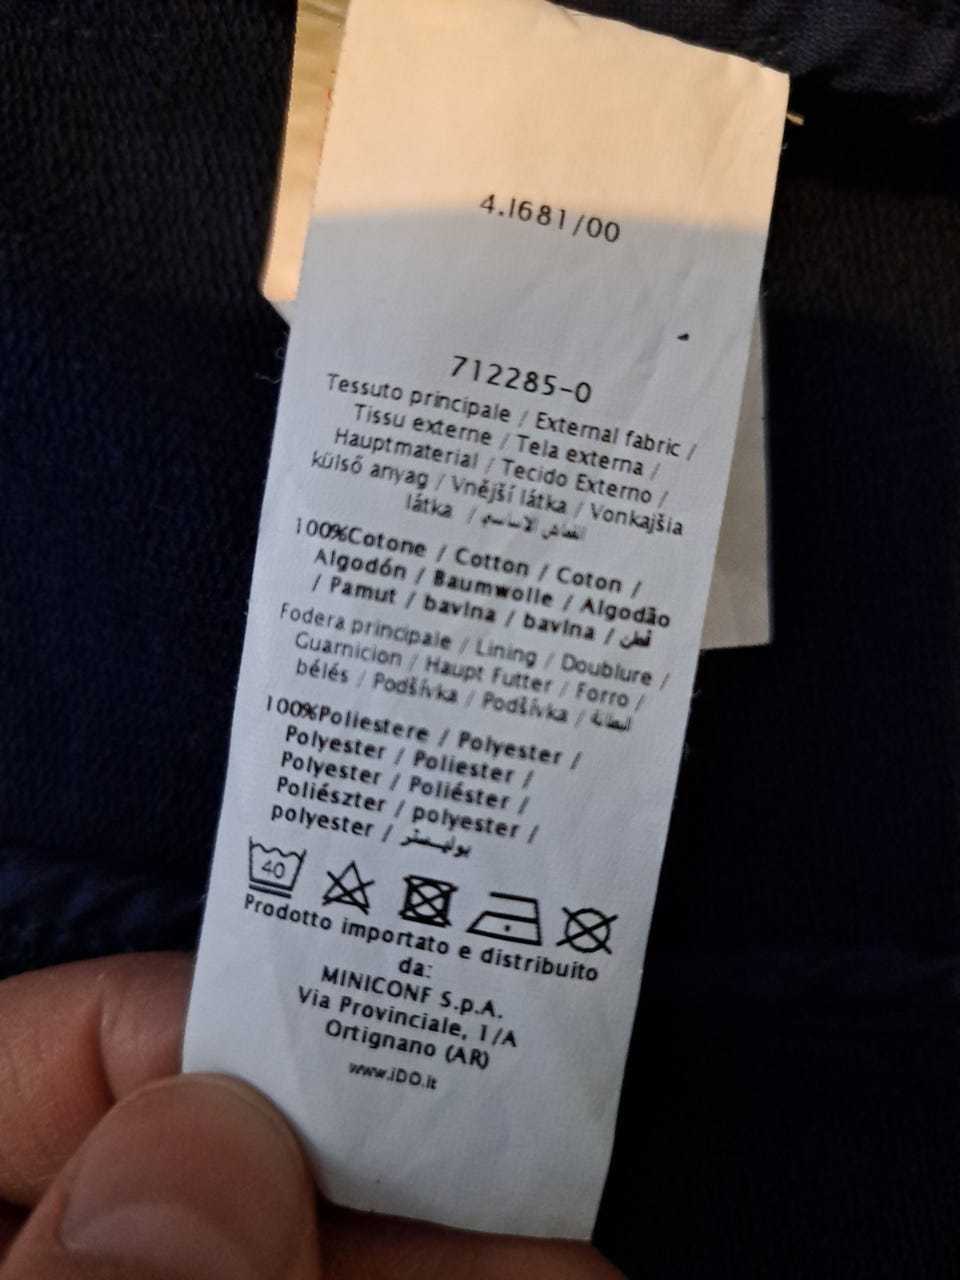 4.I681/00
712285-0
Tessuto principale / External fabric /
Tissu externe / Tela externa /
Hauptmaterial / Tecido Externo /
külső anyag / Vnější látka / Vonkajšia
látka / القماش الاساسي
100%Cotone / Cotton / Coton /
Algodón / Baumwolle / Algodão
/ Pamut / bavlna / bavlna / قطن
Fodera principale / Lining / Doublure /
Guarnicion / Haupt Futter / Forro /
bélés / Podšívka / Podšívka / البطانة
100%Poliestere / Polyester /
Polyester / Poliester /
Polyester / Poliéster /
Poliészter / polyester /
polyester / بوليستر
40
Prodotto importato e distribuito
da:
MINICONF S.p.A.
Via Provinciale, 1/A
Ortignano (AR)
www.iDO.it